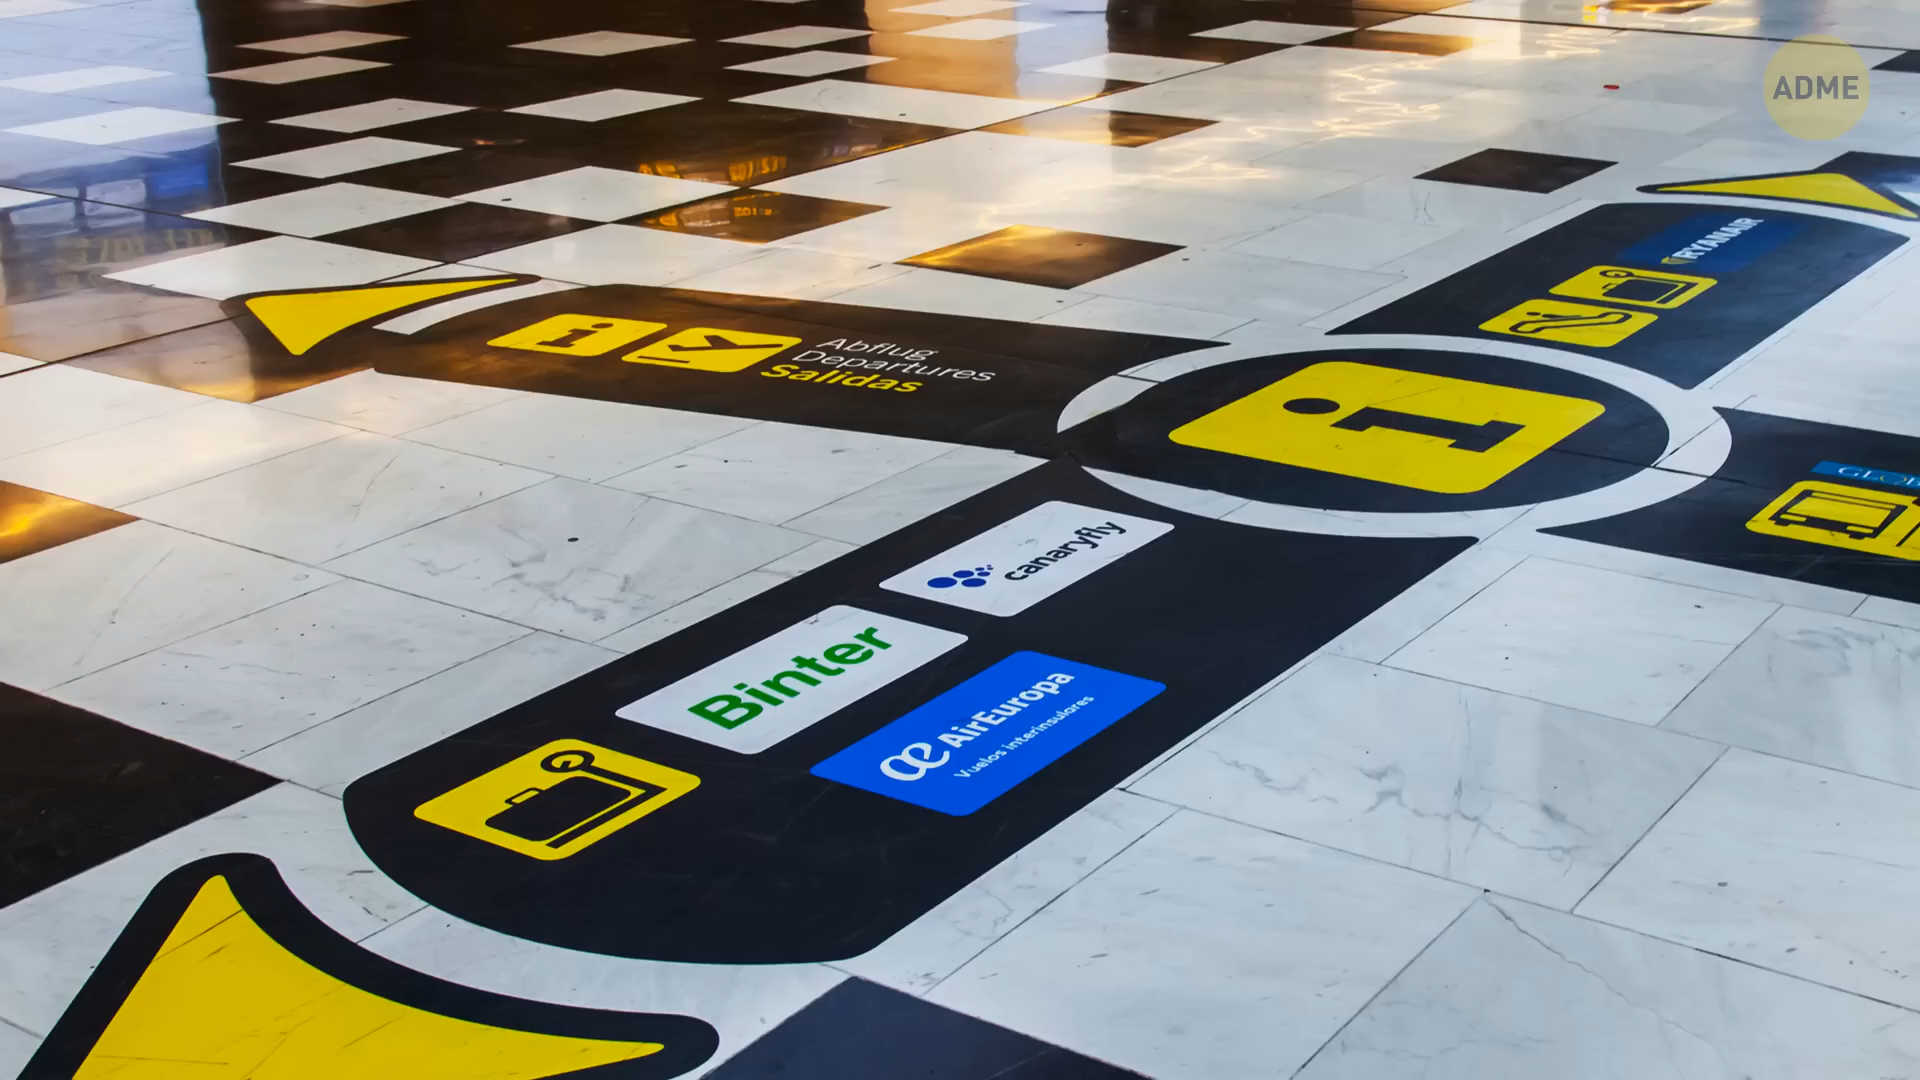 ADME
RYANAIR
Abflug
Departures
Salidas
i
i
canaryfly
Binter
AirEuropa
Vuelos interinsulares